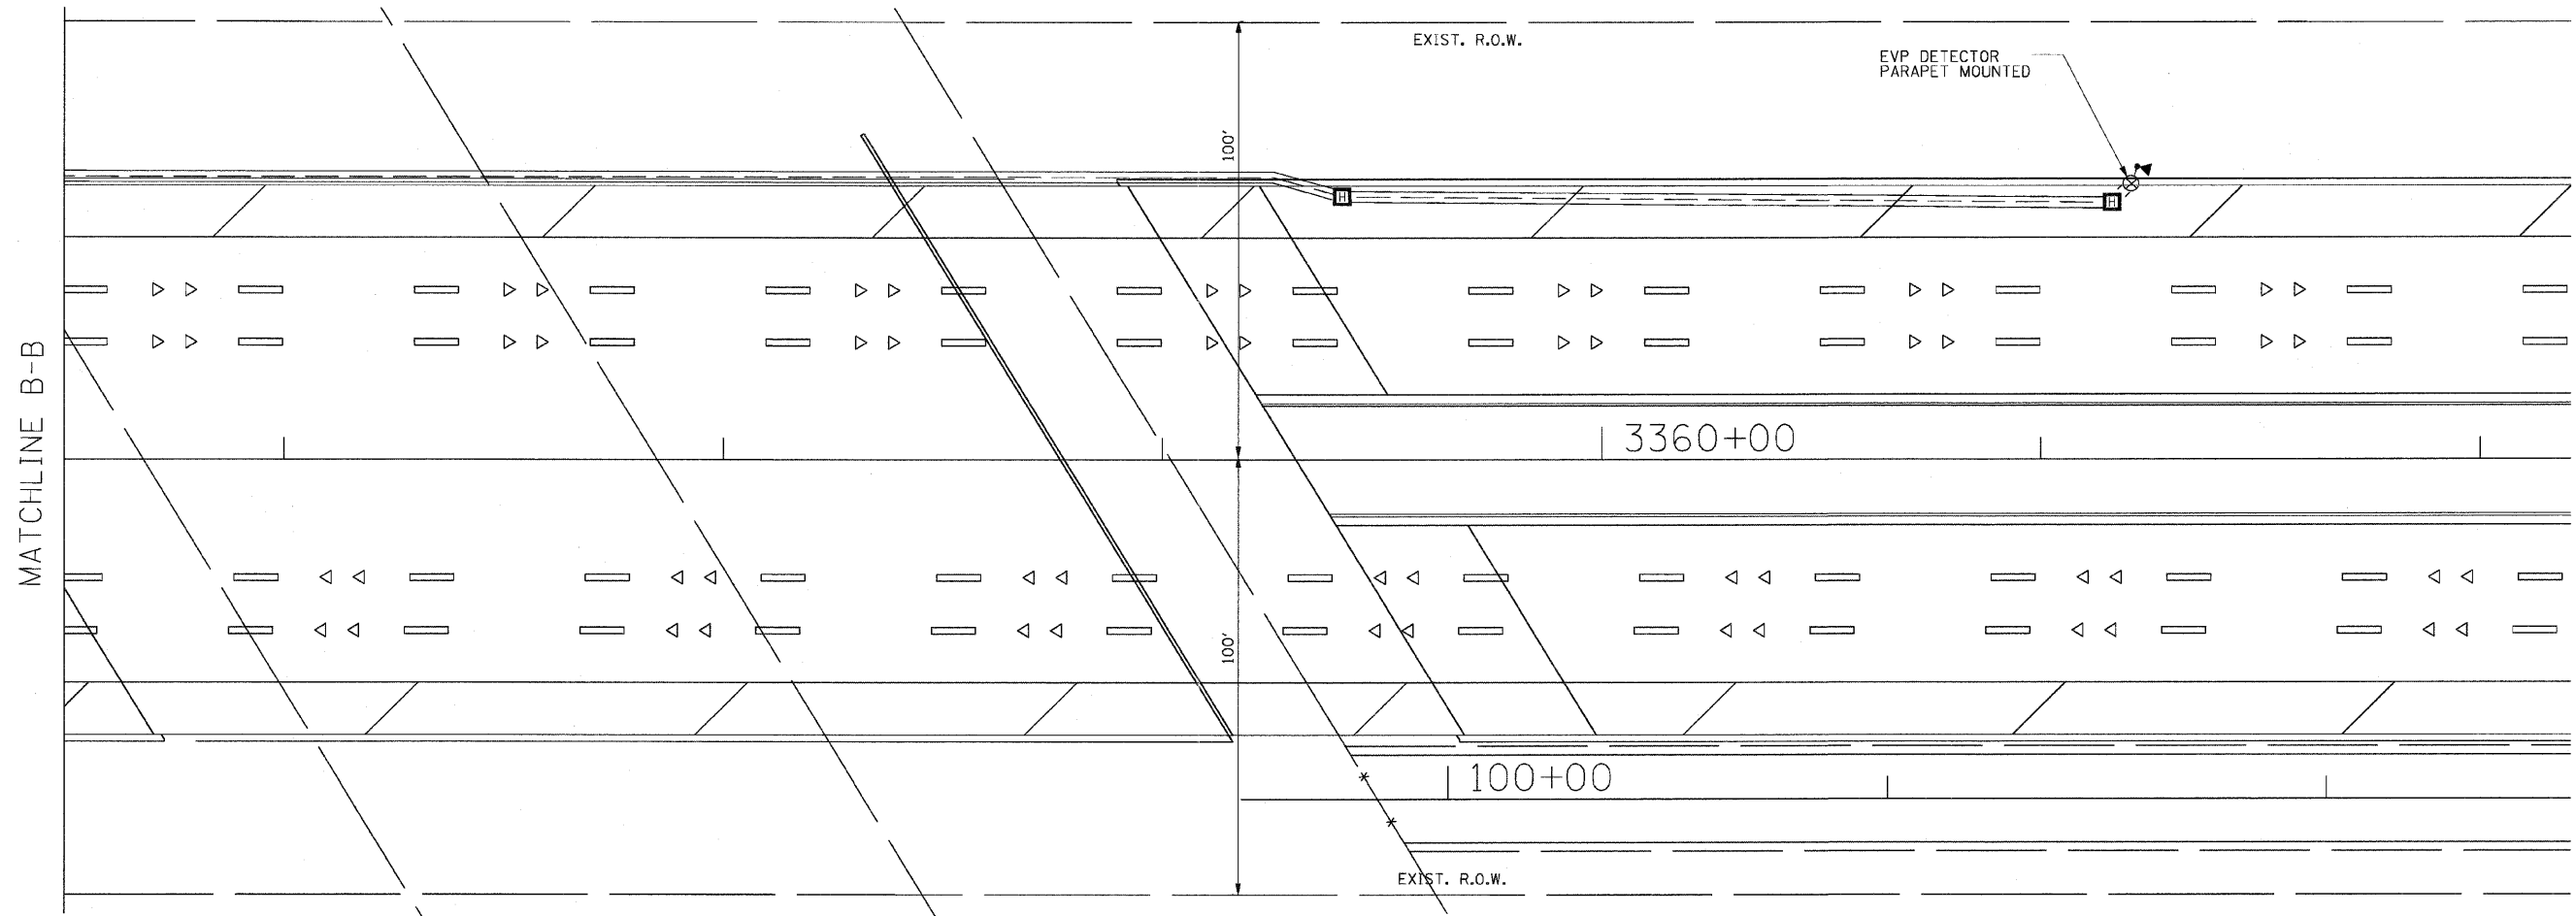 EXIST. R.O.W.
EVP DETECTOR
PARAPET MOUNTED
100'
H
H
MATCHLINE B-B
3360+00
100'
100+00
EXIST. R.O.W.